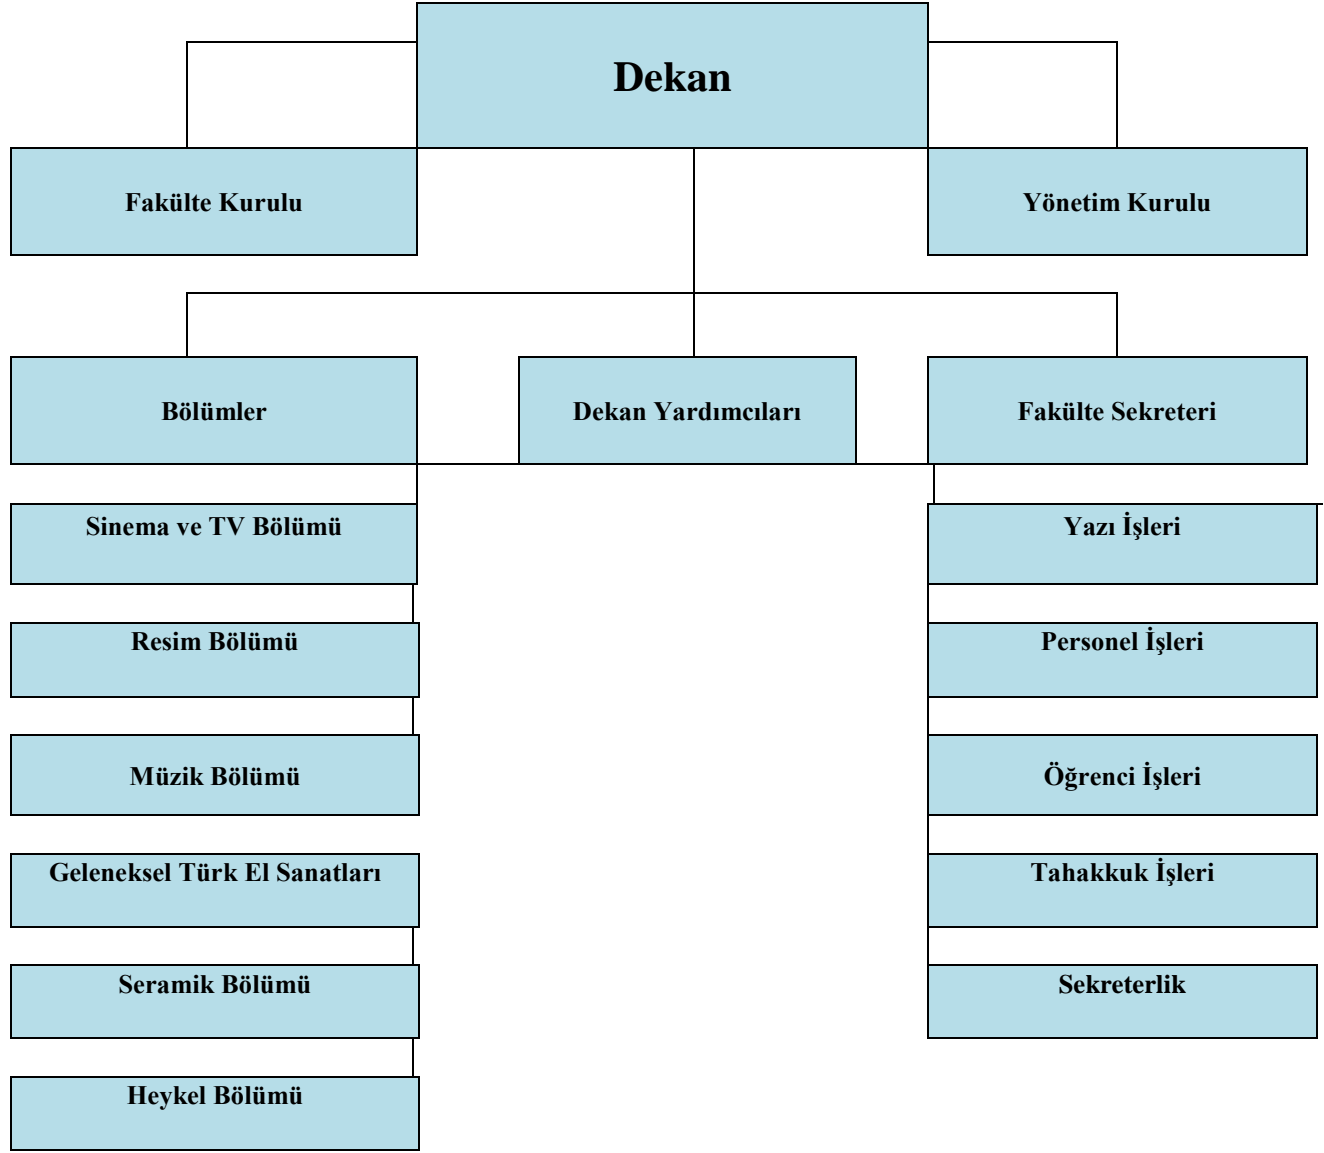 Dekan
Fakülte Kurulu
Yönetim Kurulu
Bölümler
Dekan Yardımcıları
Fakülte Sekreteri
Sinema ve TV Bölümü
Yazı İşleri
Resim Bölümü
Personel İşleri
Müzik Bölümü
Öğrenci İşleri
Geleneksel Türk El Sanatları
Tahakkuk İşleri
Seramik Bölümü
Sekreterlik
Heykel Bölümü